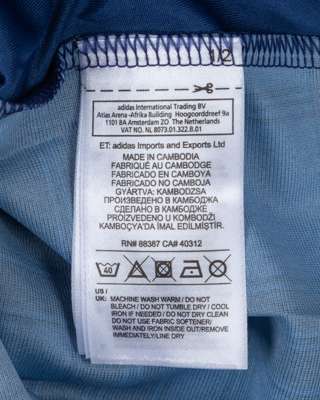 1/2
adidas International Trading BV
Atlas Arena-Afrika Building Hoogoorddreef 9a
1101 BA Amsterdam ZO The Netherlands
VAT NO. NL 8073.01.322.B.01
ET: adidas Imports and Exports Ltd
MADE IN CAMBODIA
FABRIQUÉ AU CAMBODGE
FABRICADO EN CAMBOYA
FABRICADO NO CAMBOJA
GYÁRTVA: KAMBODZSA
ПРОИЗВЕДЕНО В КАМБОДЖА
СДЕЛАНО В КАМБОДЖЕ
PROIZVEDENO U KOMBODŽI
KAMBOÇYA'DA İMAL EDİLMİŞTİR.
RN# 88387 CA# 40312
40
US /
UK: MACHINE WASH WARM / DO NOT
BLEACH / DO NOT TUMBLE DRY / COOL
IRON IF NEEDED / DO NOT DRY CLEAN
DO NOT USE FABRIC SOFTENER/
WASH AND IRON INSIDE OUT/REMOVE
IMMEDIATELY/LINE DRY